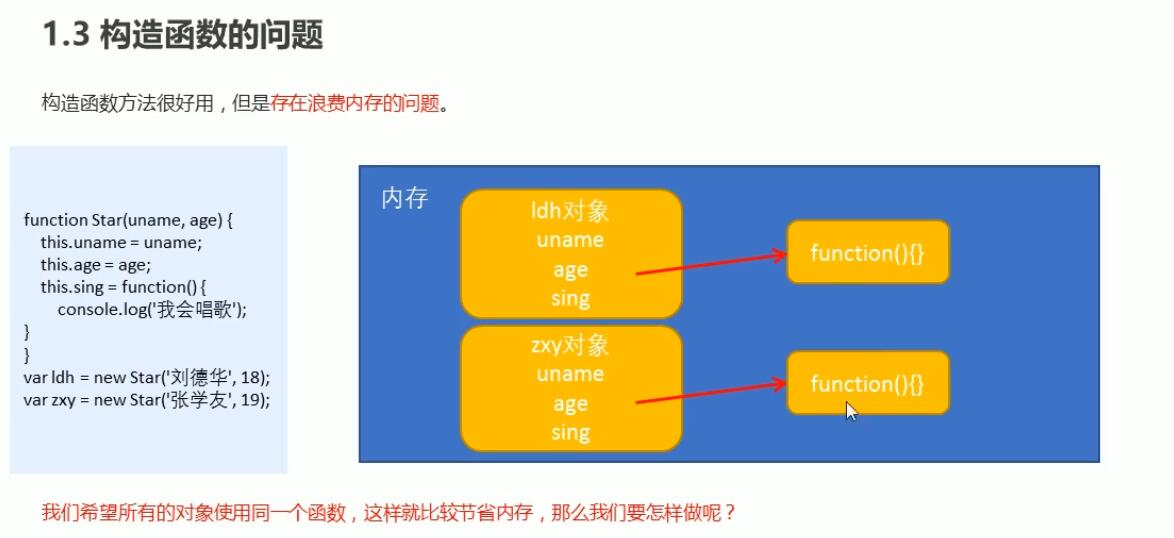 1.3 构造函数的问题
构造函数方法很好用，但是存在浪费内存的问题。
function Star(uname, age) {
this.uname = uname;
this.age = age;
this.sing = function() {
console.log('我会唱歌');
}
}
var ldh = new Star('刘德华', 18);
var zxy = new Star('张学友', 19);
内存
ldh对象
uname
age
sing
function(){}
zxy对象
uname
age
sing
function(){}
我们希望所有的对象使用同一个函数，这样就比较节省内存，那么我们要怎样做呢？